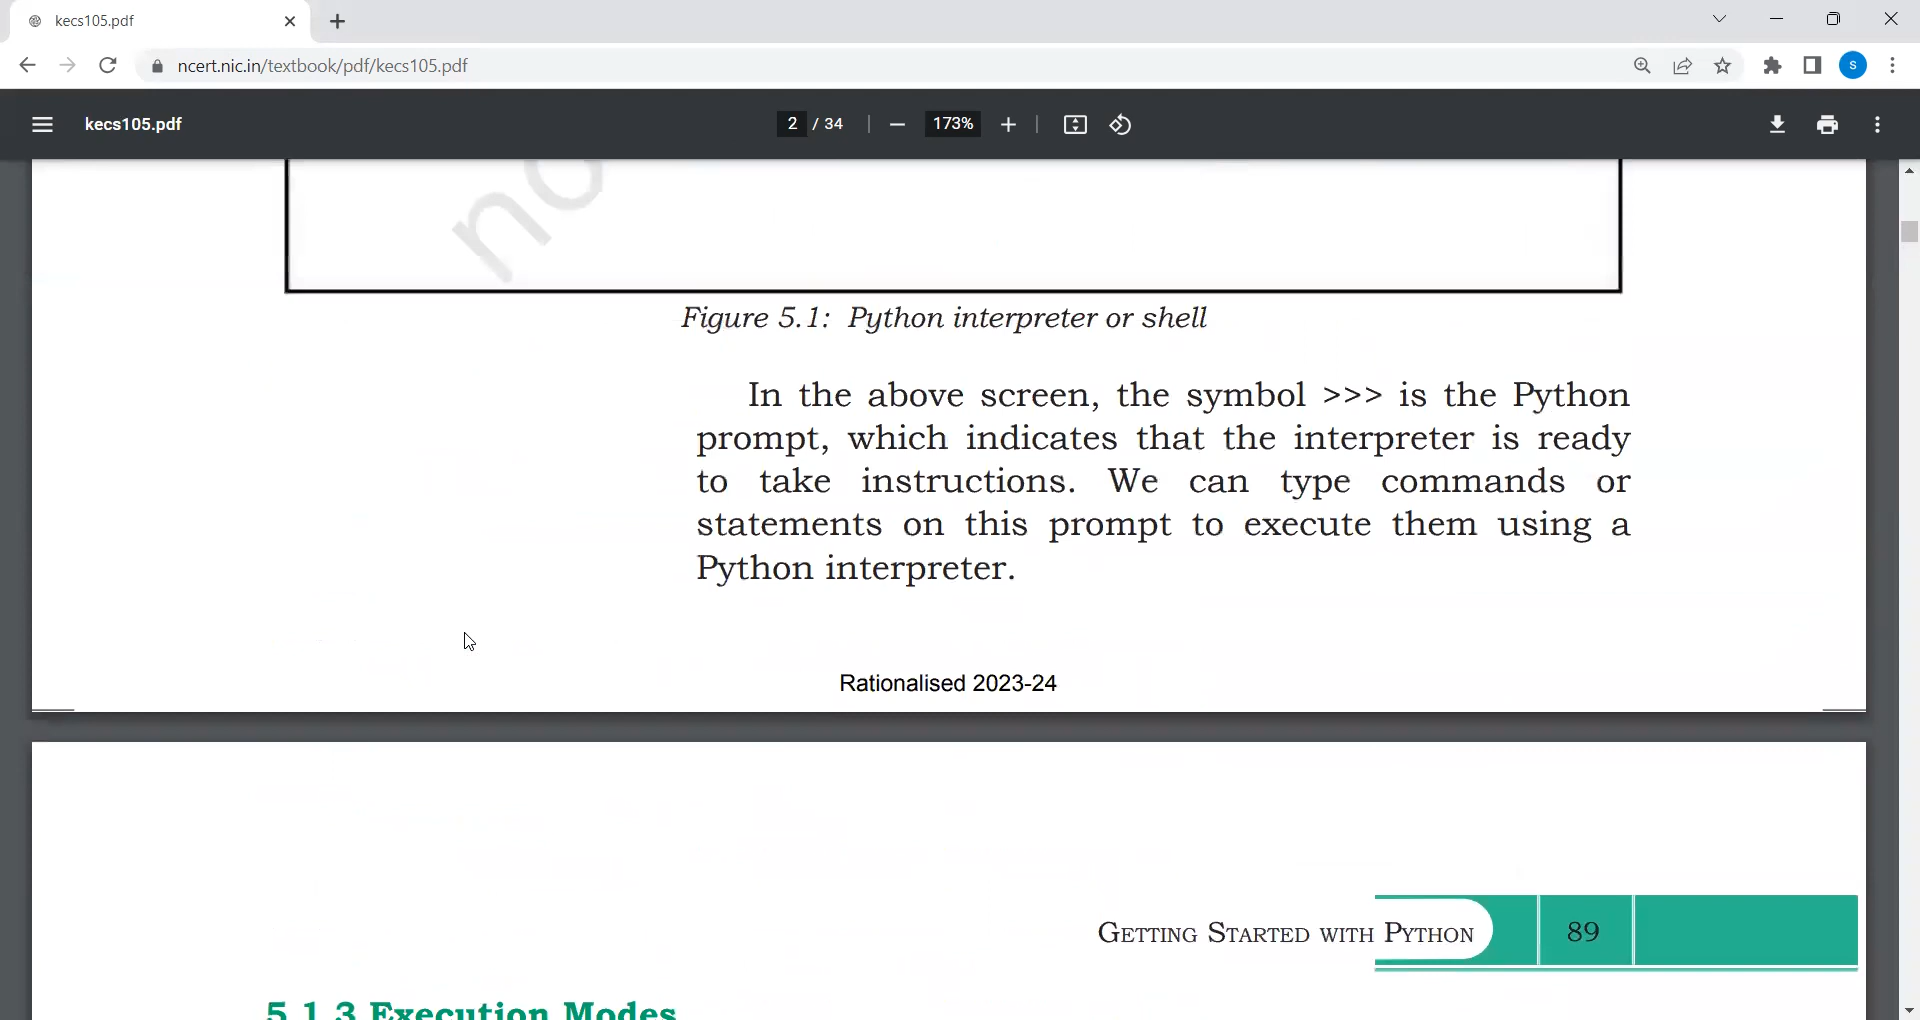 kecs105.pdf
ncert.nic.in/textbook/pdf/kecs105.pdf
S
kecs105.pdf
2 / 34
173%
no
Figure 5.1: Python interpreter or shell
In the above screen, the symbol >>> is the Python
prompt, which indicates that the interpreter is ready
to take instructions. We can type commands or
statements on this prompt to execute them using a
Python interpreter.
Rationalised 2023-24
Getting Started with Python
89
5.1.3 Execution Modes